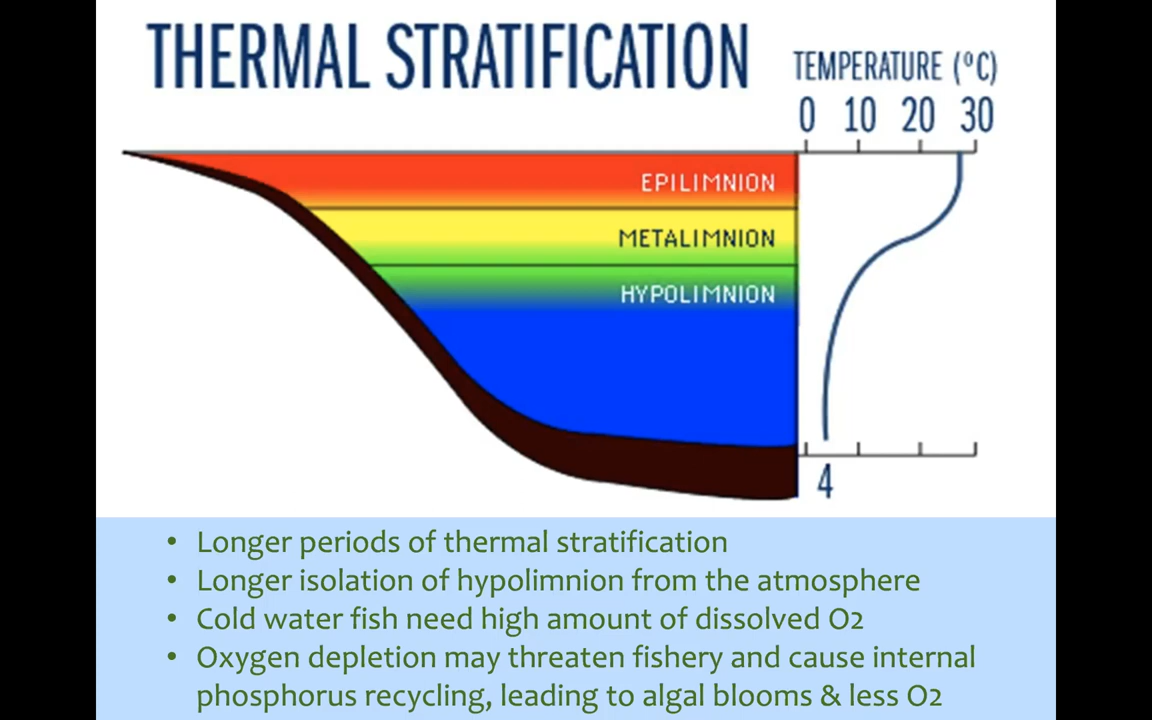 THERMAL STRATIFICATION
TEMPERATURE (ºC)
0 10 20 30
EPILIMNION
METALIMNION
HYPOLIMNION
4
• Longer periods of thermal stratification
• Longer isolation of hypolimnion from the atmosphere
• Cold water fish need high amount of dissolved O2
• Oxygen depletion may threaten fishery and cause internal
phosphorus recycling, leading to algal blooms & less O2